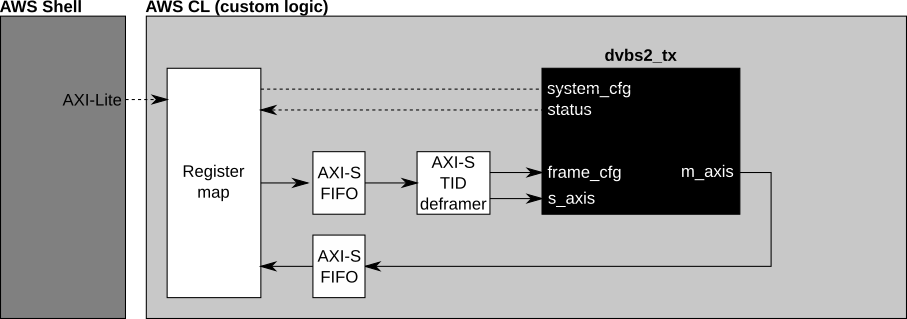 AWS Shell
AWS CL (custom logic)
dvbs2_tx
AXI-Lite
system_cfg
status
Register
map
AXI-S
FIFO
AXI-S
TID
deframer
frame_cfg
s_axis
m_axis
AXI-S
FIFO